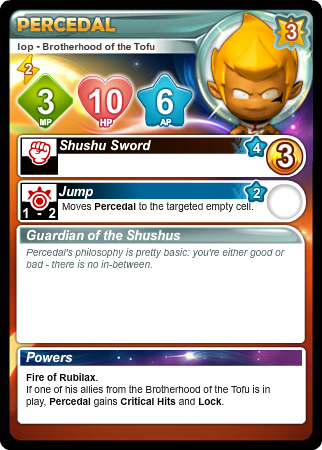 PERCEDAL
3
Iop - Brotherhood of the Tofu
2
3
MP
10
HP
6
AP
Shushu Sword
4
3
Jump
2
1 - 2
Moves Percedal to the targeted empty cell.
Guardian of the Shushus
Percedal's philosophy is pretty basic: you're either good or
bad - there is no in-between.
Powers
Fire of Rubilax.
If one of his allies from the Brotherhood of the Tofu is in
play, Percedal gains Critical Hits and Lock.